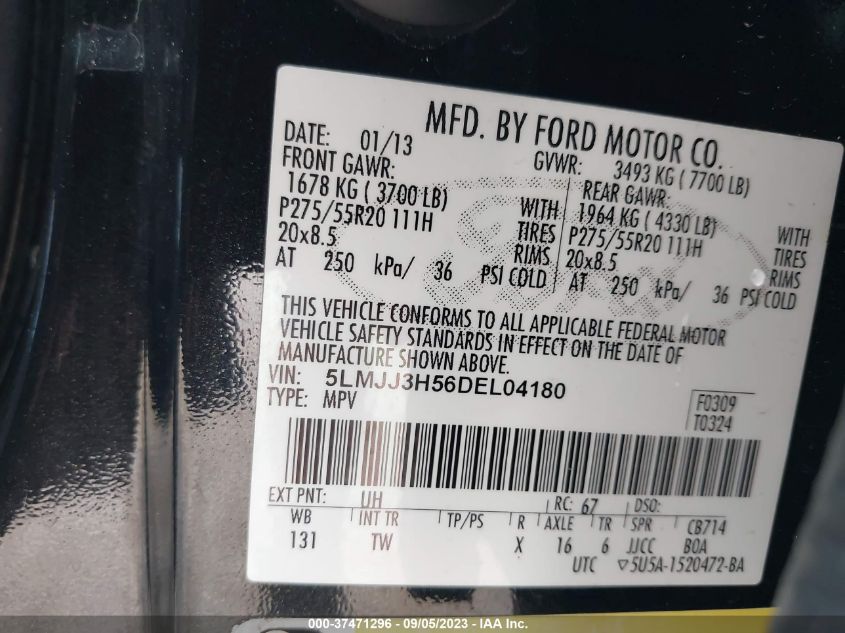 MFD. BY FORD MOTOR CO.
DATE: 01/13 GVWR: 3493 KG ( 7700 LB)
FRONT GAWR: REAR GAWR:
1678 KG ( 3700 LB) WITH 1964 KG ( 4330 LB) WITH
P275/55R20 111H TIRES P275/55R20 111H TIRES
20x8.5 RIMS 20x8.5 RIMS
AT 250 kPa/ 36 PSI COLD AT 250 kPa/ 36 PSI COLD
THIS VEHICLE CONFORMS TO ALL APPLICABLE FEDERAL MOTOR
VEHICLE SAFETY STANDARDS IN EFFECT ON THE DATE OF
MANUFACTURE SHOWN ABOVE.
VIN: 5LMJJ3H56DEL04180
TYPE: MPV
F0309
T0324
EXT PNT: UH RC: 67 DSO:
WB INT TR TP/PS R AXLE TR SPR CB714
131 TW X 16 6 JJCC BOA
UTC ▽5U5A-1520472-BA
000-37471296 - 09/05/2023 - IAA Inc.